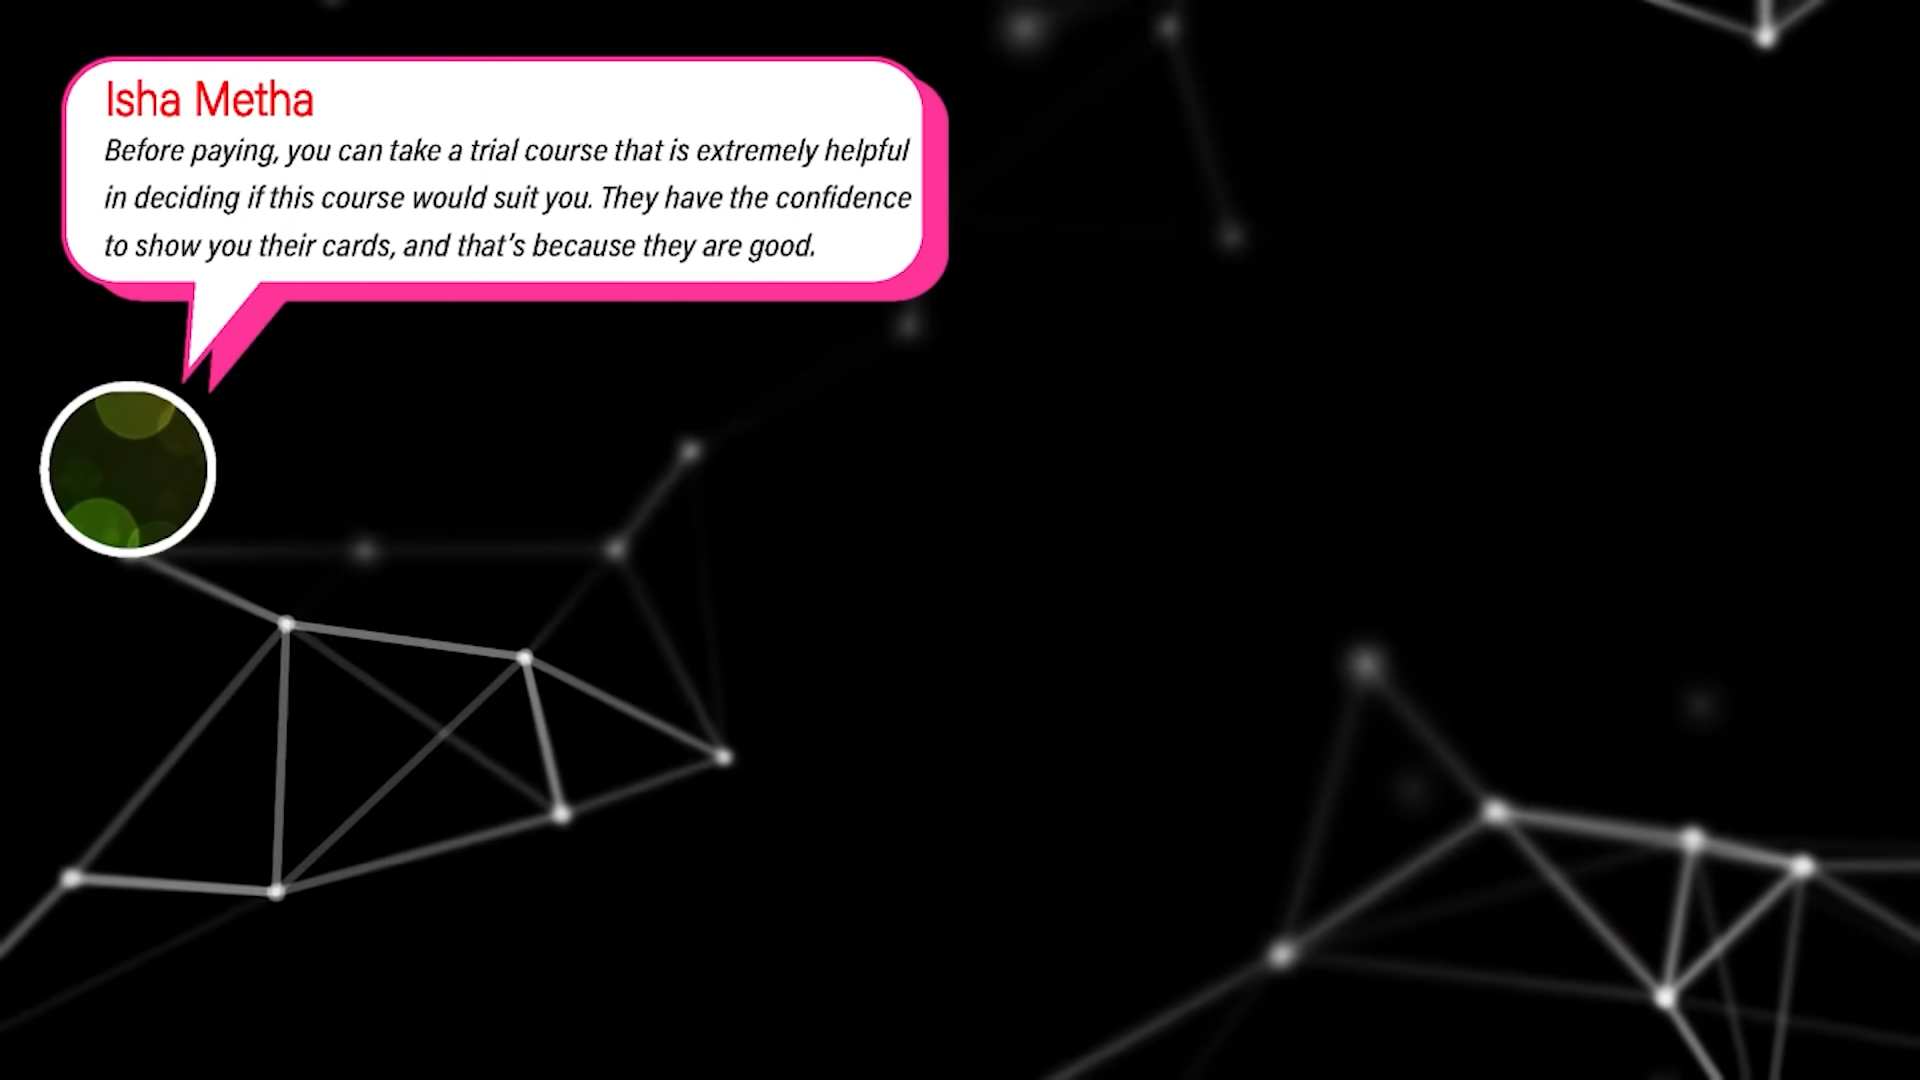 Isha Metha
Before paying, you can take a trial course that is extremely helpful
in deciding if this course would suit you. They have the confidence
to show you their cards, and that's because they are good.